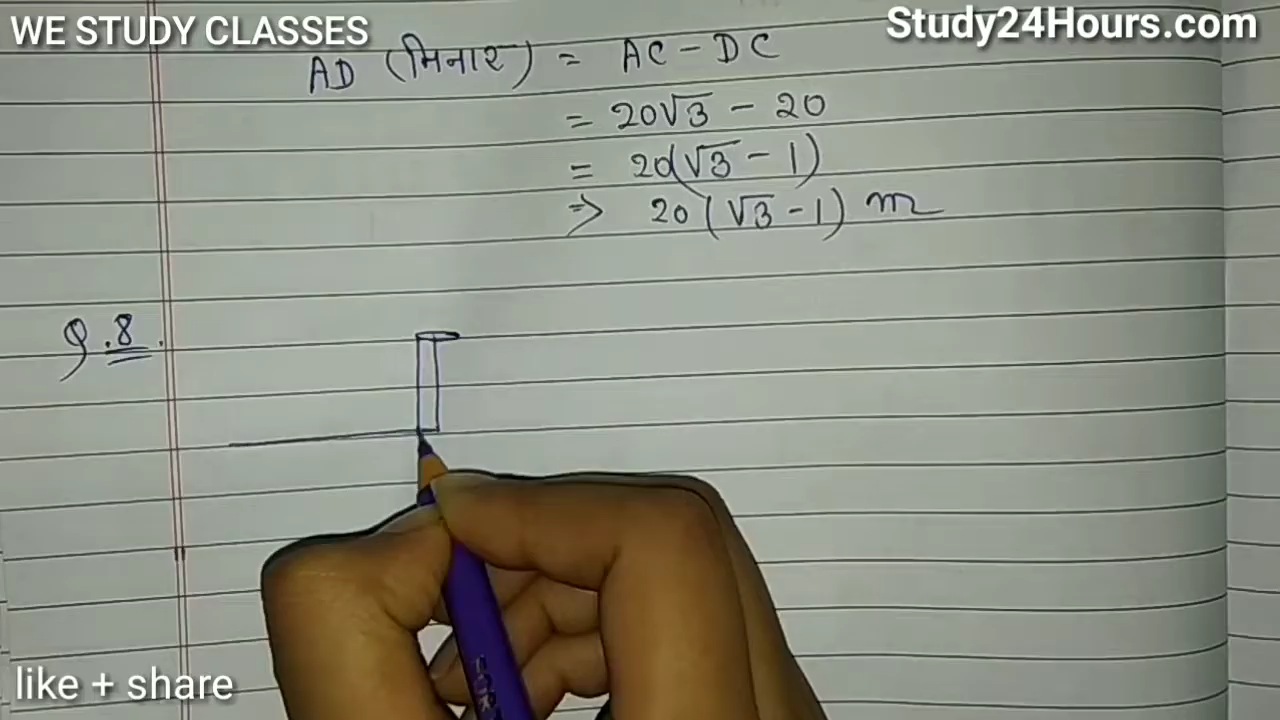 WE STUDY CLASSES
Study24Hours.com
AD (मिनार) = AC - DC
= 20√3 - 20
= 20(√3 - 1)
⇒ 20(√3 - 1) m
Q.8.
like + share